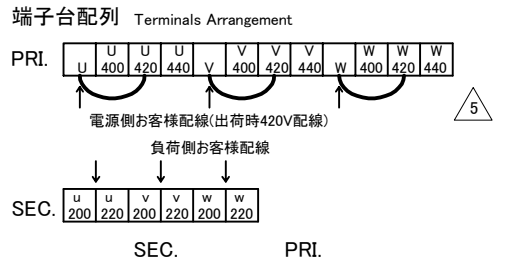 端子台配列 Terminals Arrangement
PRI. U U 400 U 420 U 440 V V 400 V 420 V 440 W W 400 W 420 W 440
電源側お客様配線(出荷時420V配線)
5
負荷側お客様配線
SEC. u 200 u 220 v 200 v 220 w 200 w 220
SEC. PRI.